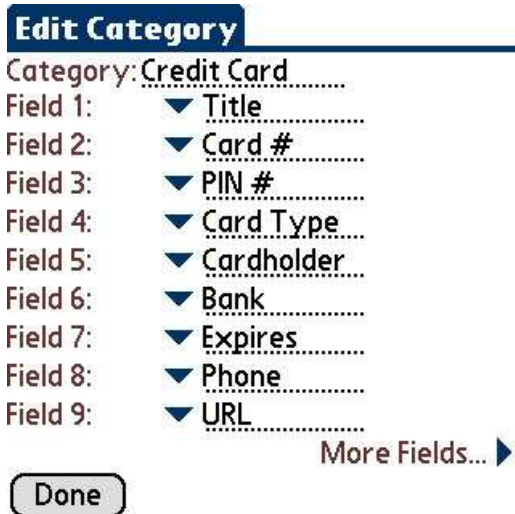 Edit Category
Category: Credit Card
Field 1: Title
Field 2: Card #
Field 3: PIN #
Field 4: Card Type
Field 5: Cardholder
Field 6: Bank
Field 7: Expires
Field 8: Phone
Field 9: URL
More Fields...
Done